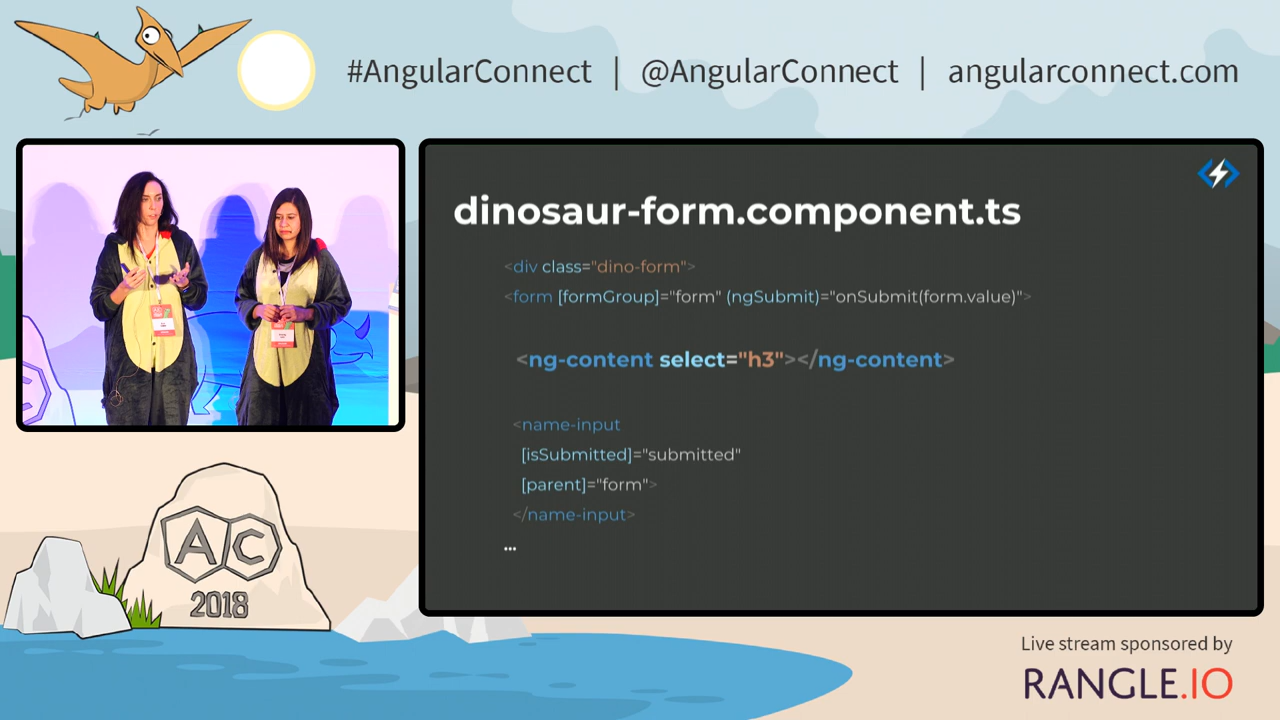 #AngularConnect | @AngularConnect | angularconnect.com
dinosaur-form.component.ts
<div class="dino-form">
<form [formGroup]="form" (ngSubmit)="onSubmit(form.value)">
<ng-content select="h3"></ng-content>
<name-input
[isSubmitted]="submitted"
[parent]="form">
</name-input>
...
AC
2018
Live stream sponsored by
RANGLE.IO